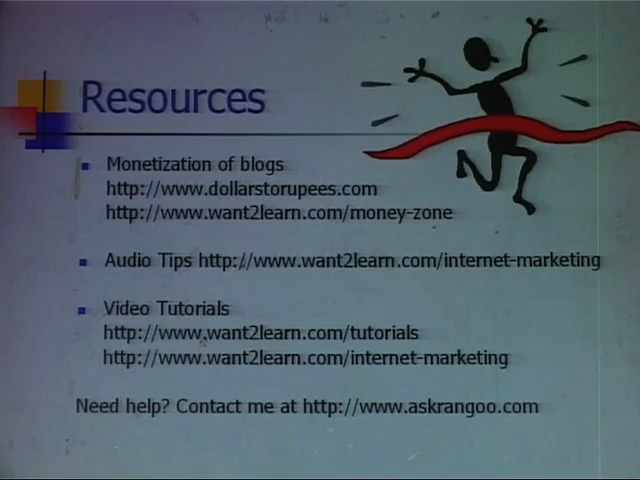 Resources
Monetization of blogs
http://www.dollarstorupees.com
http://www.want2learn.com/money-zone
Audio Tips http://www.want2learn.com/internet-marketing
Video Tutorials
http://www.want2learn.com/tutorials
http://www.want2learn.com/internet-marketing
Need help? Contact me at http://www.askrangoo.com